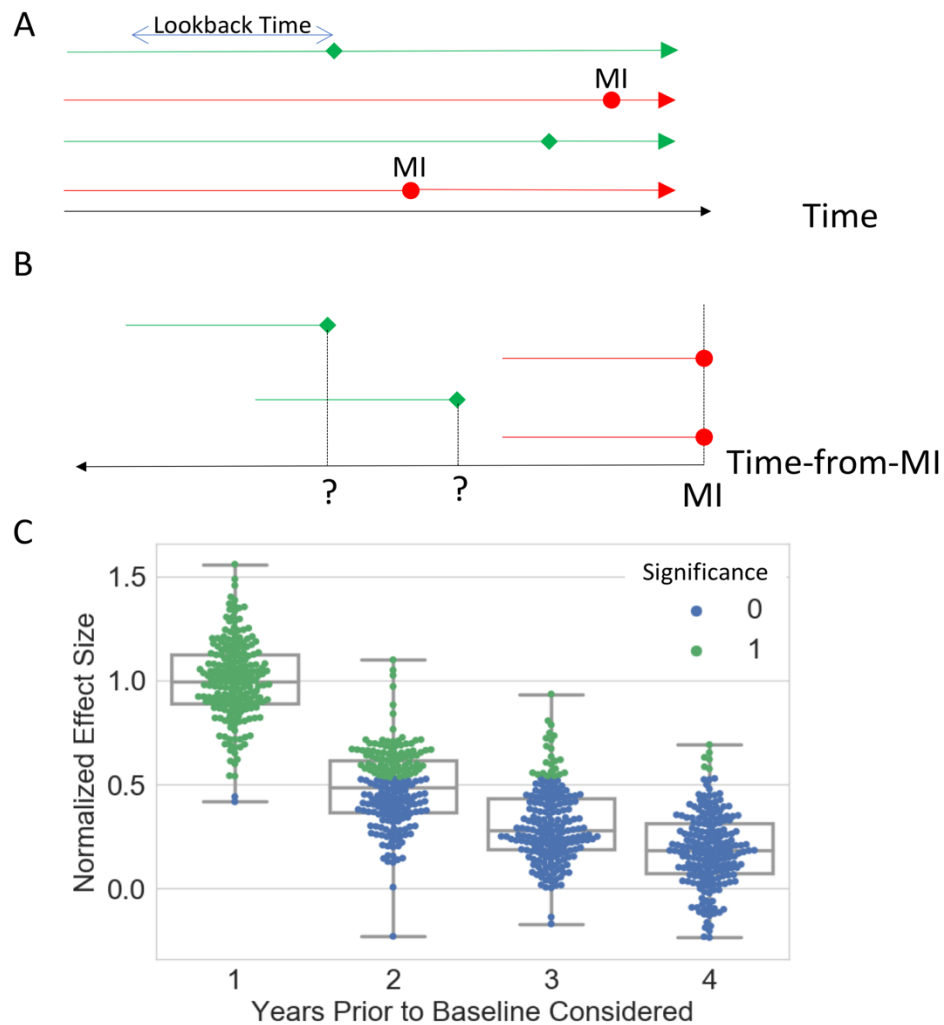 A
Lookback Time
MI
MI
Time
B
Time-from-MI
? ? MI
C
Significance
0
1
1.5
1.0
0.5
0.0
Normalized Effect Size
1 2 3 4
Years Prior to Baseline Considered